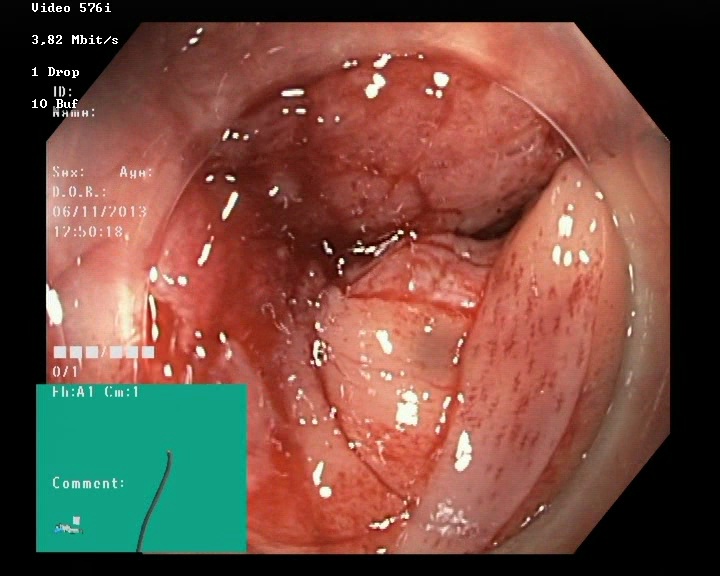 Video 576i
3,82 Mbit/s
1 Drop
ID:
10 Buf
Name:
Sex: Age:
D.O.B.:
06/11/2013
12:50:18
0/1
Eh:A1 Cm:1
Comment: